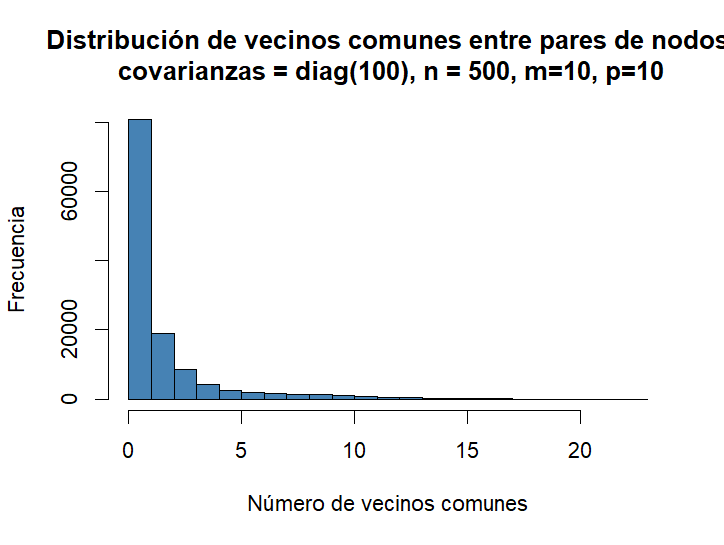 Distribución de vecinos comunes entre pares de nodos
covarianzas = diag(100), n = 500, m=10, p=10
Frecuencia
60000
20000
0
0 5 10 15 20
Número de vecinos comunes